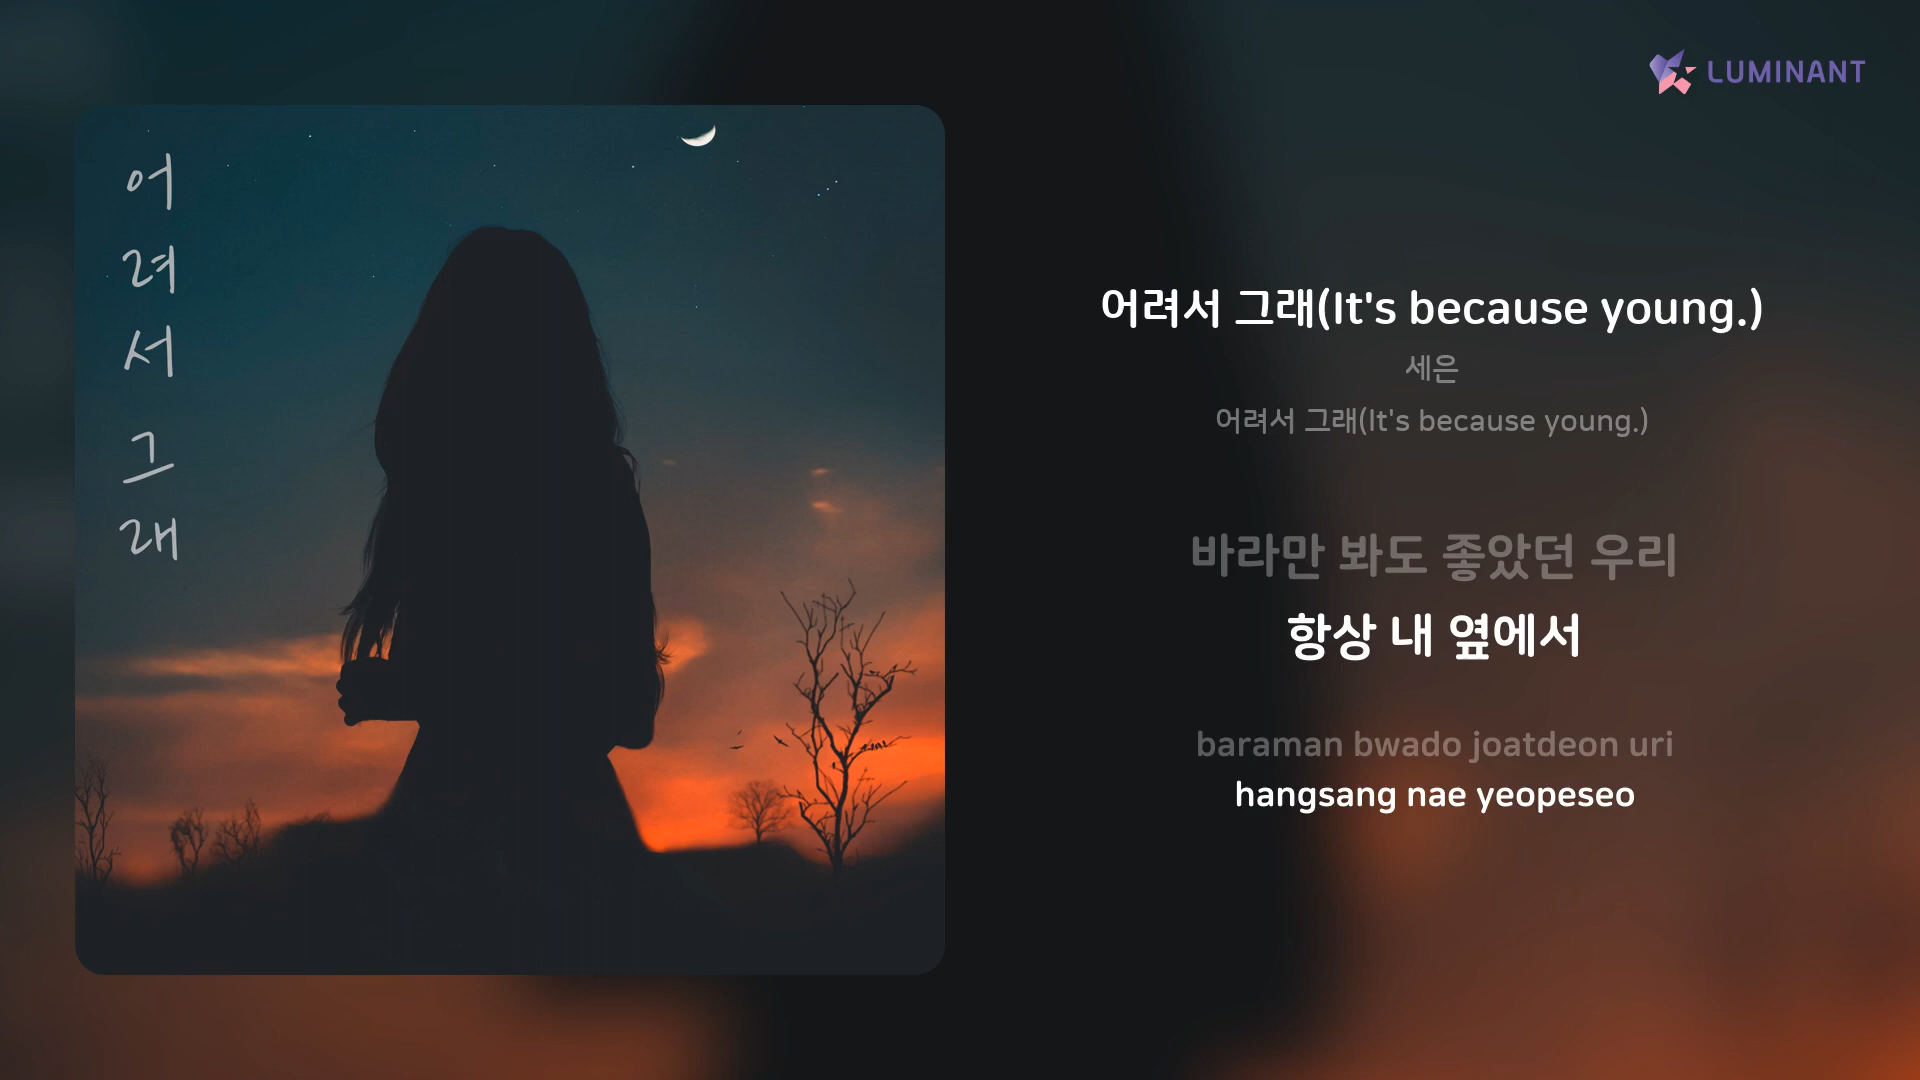 어려서그래
LUMINANT
어려서 그래(It's because young.)
세은
어려서 그래(It's because young.)
바라만 봐도 좋았던 우리
항상 내 옆에서
baraman bwado joatdeon uri
hangsang nae yeopeseo